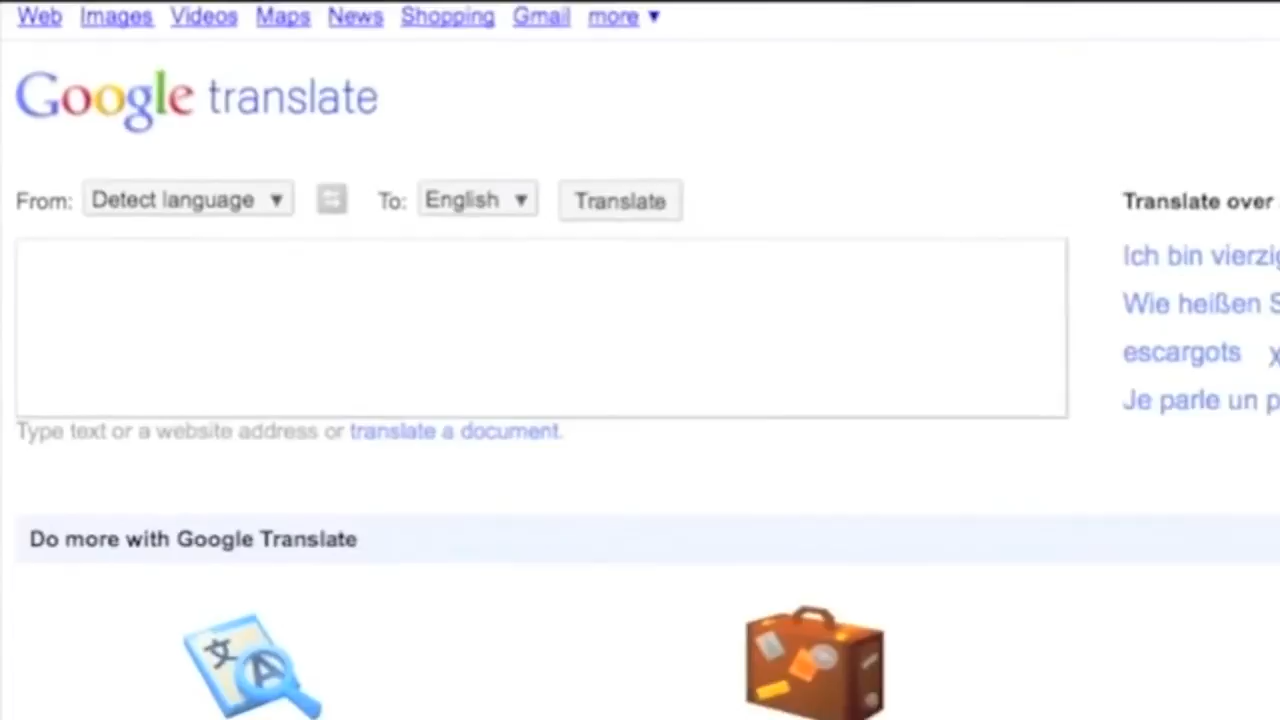 Web Images Videos Maps News Shopping Gmail more ▼
Google translate
From: Detect language ▼ To: English ▼ Translate
Translate over
Ich bin vierzig
Wie heißen S
escargots
Je parle un p
Type text or a website address or translate a document.
Do more with Google Translate
文 A